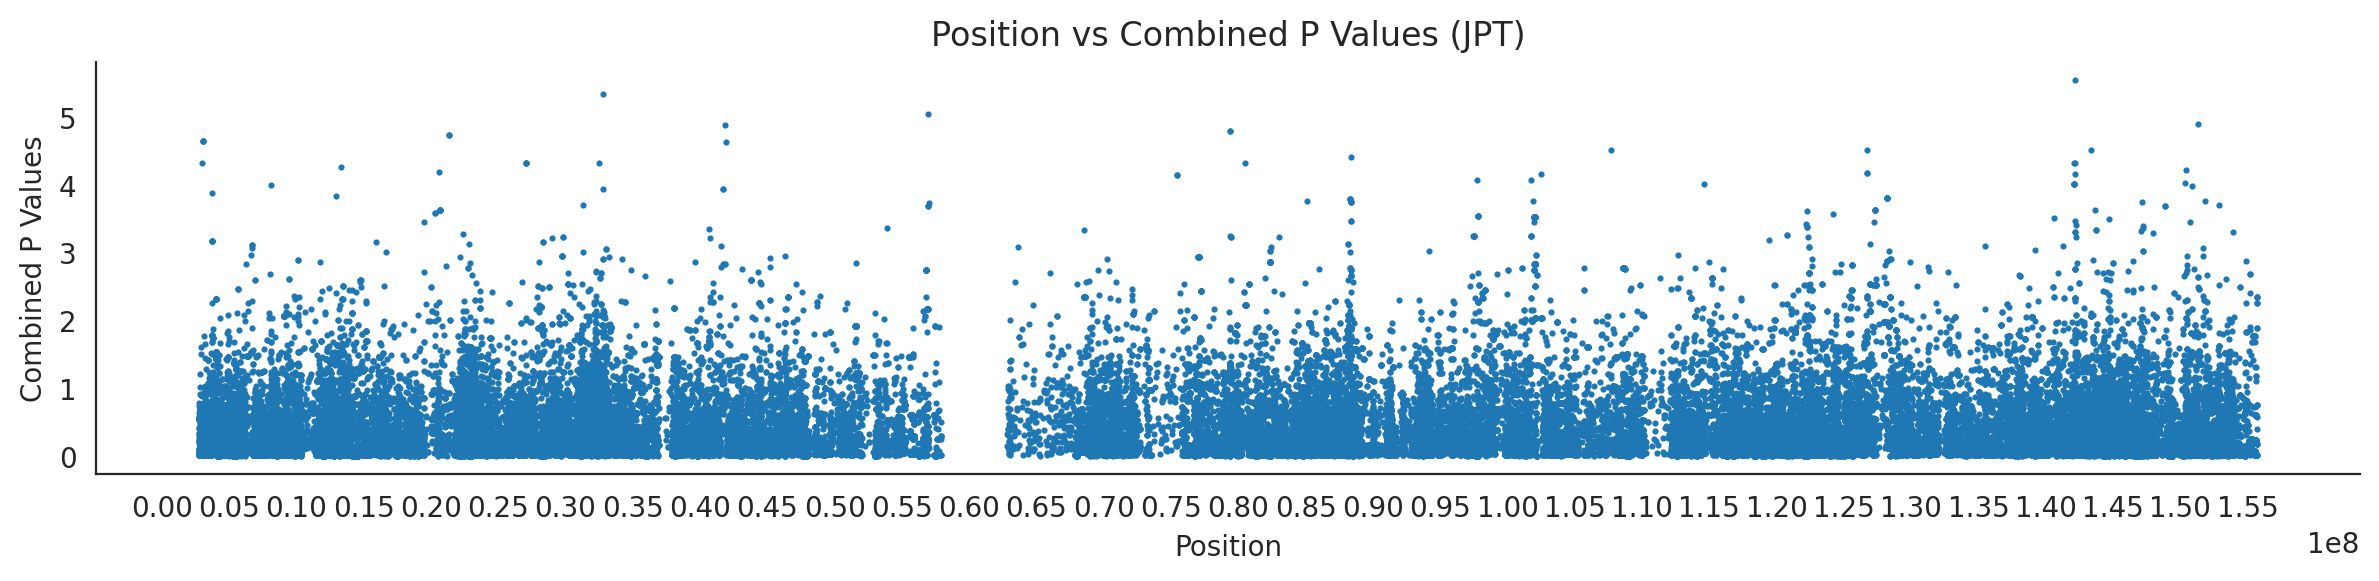 Position vs Combined P Values (JPT)
Combined P Values
5
4
3
2
1
0
0.00 0.05 0.10 0.15 0.20 0.25 0.30 0.35 0.40 0.45 0.50 0.55 0.60 0.65 0.70 0.75 0.80 0.85 0.90 0.95 1.00 1.05 1.10 1.15 1.20 1.25 1.30 1.35 1.40 1.45 1.50 1.55
1e8
Position